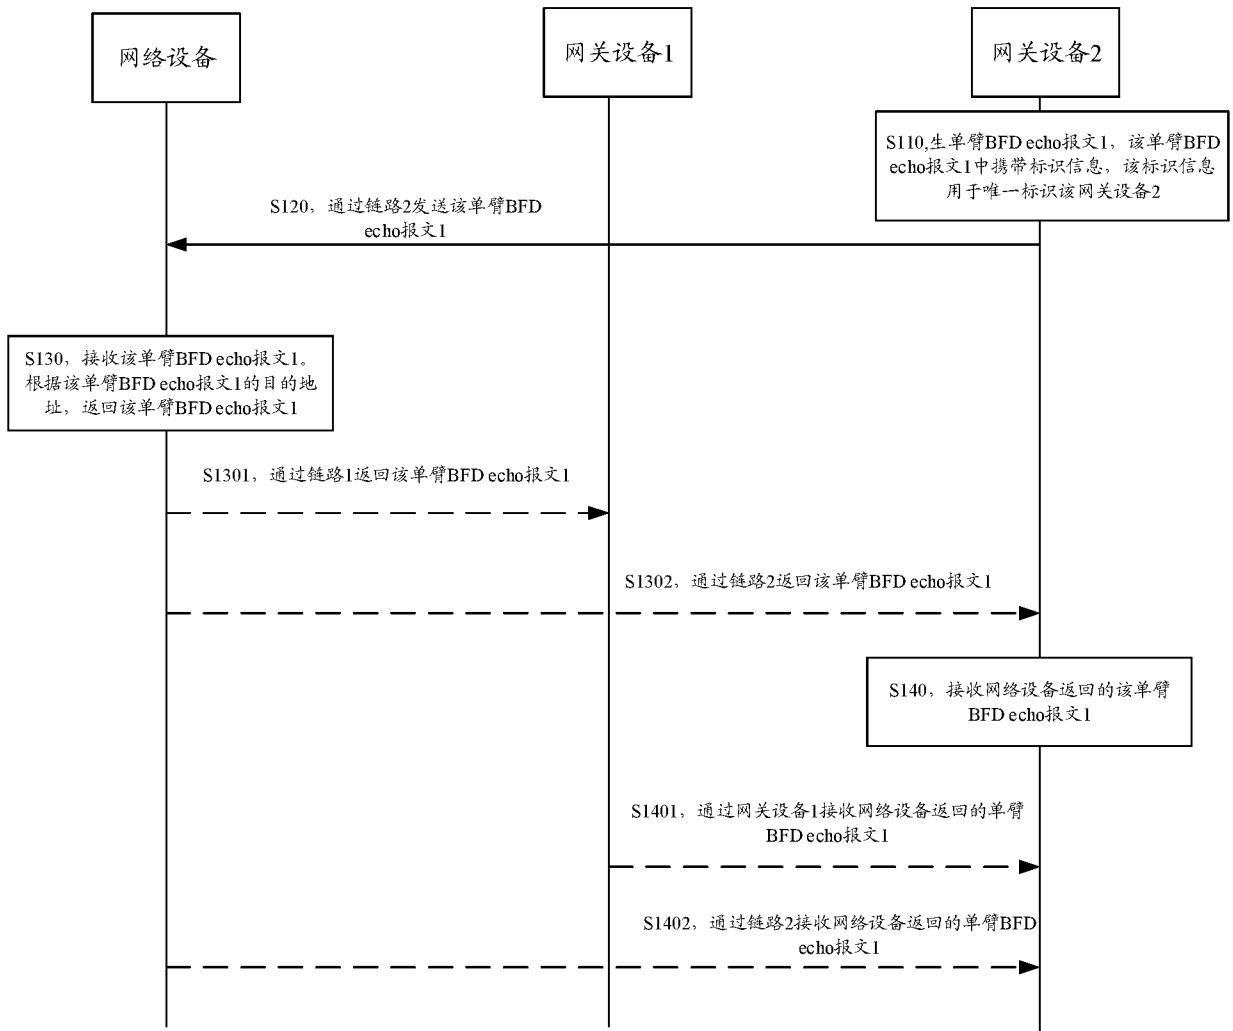 网络设备
网关设备1
网关设备2
S110,生单臂BFD echo报文1，该单臂BFD
echo报文1中携带标识信息，该标识信息
用于唯一标识该网关设备2
S120，通过链路2发送该单臂BFD
echo报文1
S130，接收该单臂BFD echo报文1。
根据该单臂BFD echo报文1的目的地
址，返回该单臂BFD echo报文1
S1301，通过链路1返回该单臂BFD echo报文1
S1302，通过链路2返回该单臂BFD echo报文1
S140，接收网络设备返回的该单臂
BFD echo报文1
S1401，通过网关设备1接收网络设备返回的单臂
BFD echo报文1
S1402，通过链路2接收网络设备返回的单臂BFD
echo报文1